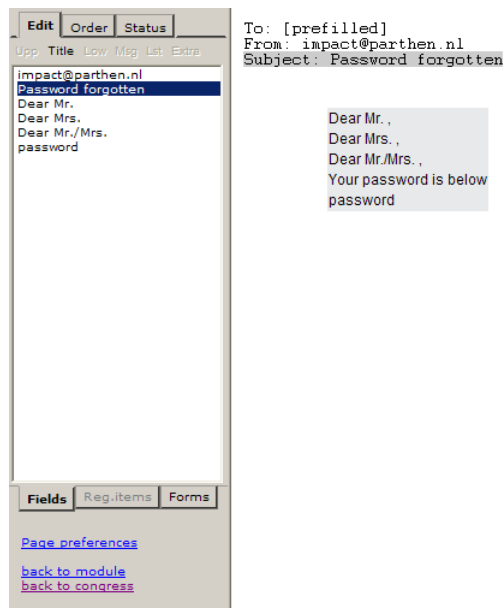 Edit Order Status
Upp Title Low Msg Lst Extra
impact@parthen.nl
Password forgotten
Dear Mr.
Dear Mrs.
Dear Mr./Mrs.
password
Fields Reg.items Forms
Page preferences
back to module
back to congress
To: [prefilled]
From: impact@parthen.nl
Subject: Password forgotten
Dear Mr. ,
Dear Mrs. ,
Dear Mr./Mrs. ,
Your password is below
password